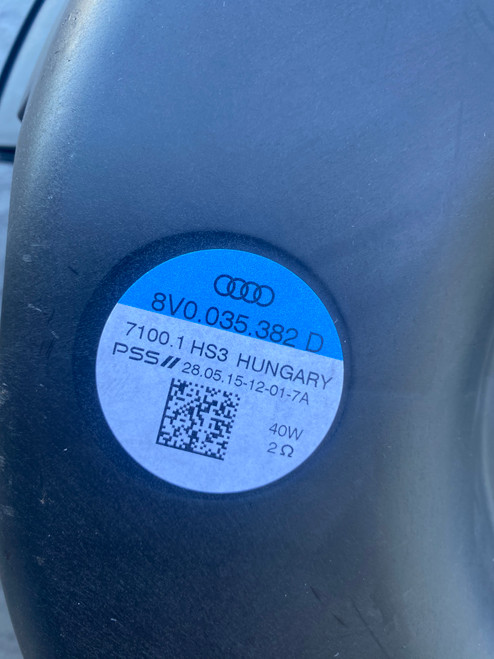 8V0.035.382 D
7100.1 HS3 HUNGARY
PSS// 28.05.15-12-01-7A
40W
2Ω